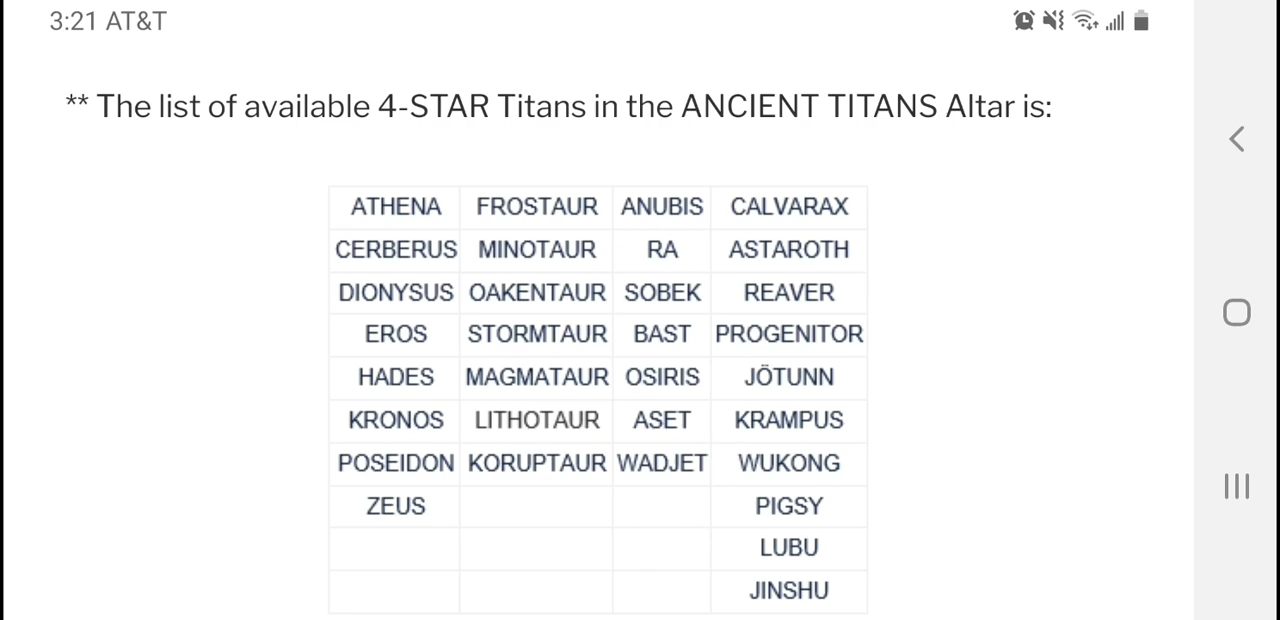 3:21 AT&T
** The list of available 4-STAR Titans in the ANCIENT TITANS Altar is:
ATHENA FROSTAUR ANUBIS CALVARAX
CERBERUS MINOTAUR RA ASTAROTH
DIONYSUS OAKENTAUR SOBEK REAVER
EROS STORMTAUR BAST PROGENITOR
HADES MAGMATAUR OSIRIS JÖTUNN
KRONOS LITHOTAUR ASET KRAMPUS
POSEIDON KORUPTAUR WADJET WUKONG
ZEUS PIGSY
LUBU
JINSHU